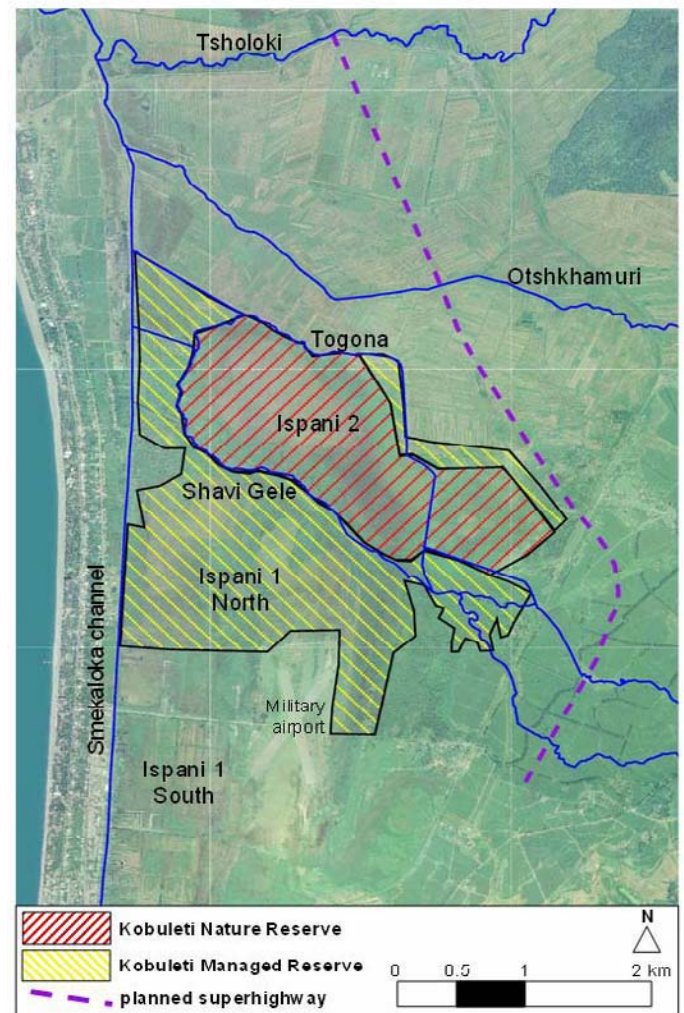 Tsholoki
Otshkhamuri
Togona
Ispani 2
Shavi Gele
Ispani 1
North
Smekaloka channel
Military
airport
Ispani 1
South
Kobuleti Nature Reserve
Kobuleti Managed Reserve
planned superhighway
N
0 0.5 1 2 km